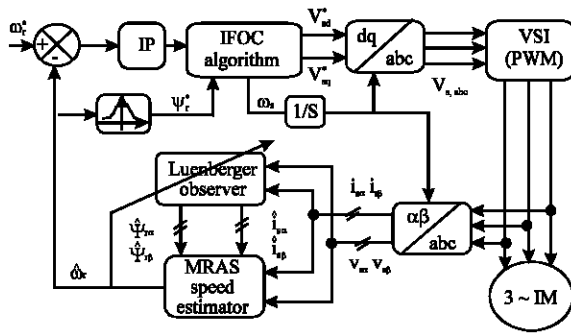 ω*r
+
-
IP
IFOC
algorithm
V*sd
V*sq
dq
abc
VSI
(PWM)
Vs, abc
ψ*r
ωs
1/S
Luenberger
observer
isα isβ
αβ
abc
ψ̂rα
ψ̂rβ
îsα
îsβ
vsα vsβ
ω̂r
MRAS
speed
estimator
3 ~ IM